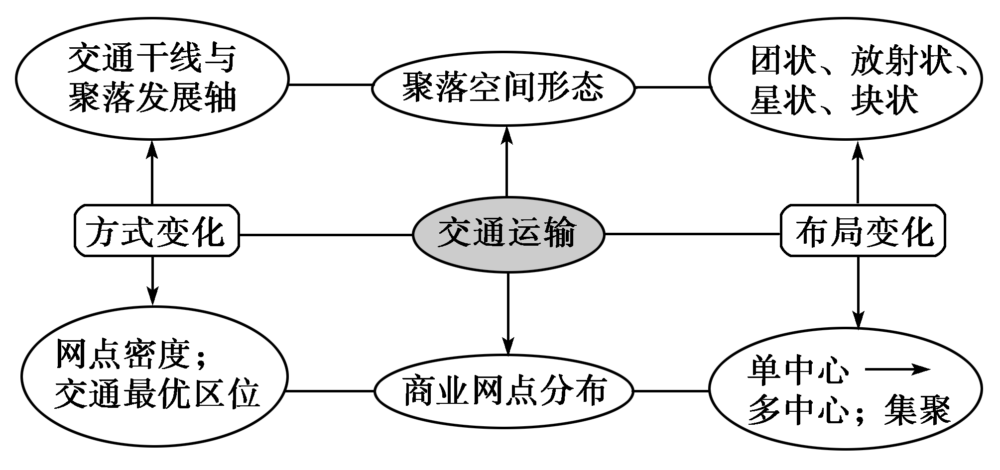 交通干线与
聚落发展轴
聚落空间形态
团状、放射状、
星状、块状
方式变化
交通运输
布局变化
网点密度；
交通最优区位
商业网点分布
单中心
多中心；集聚